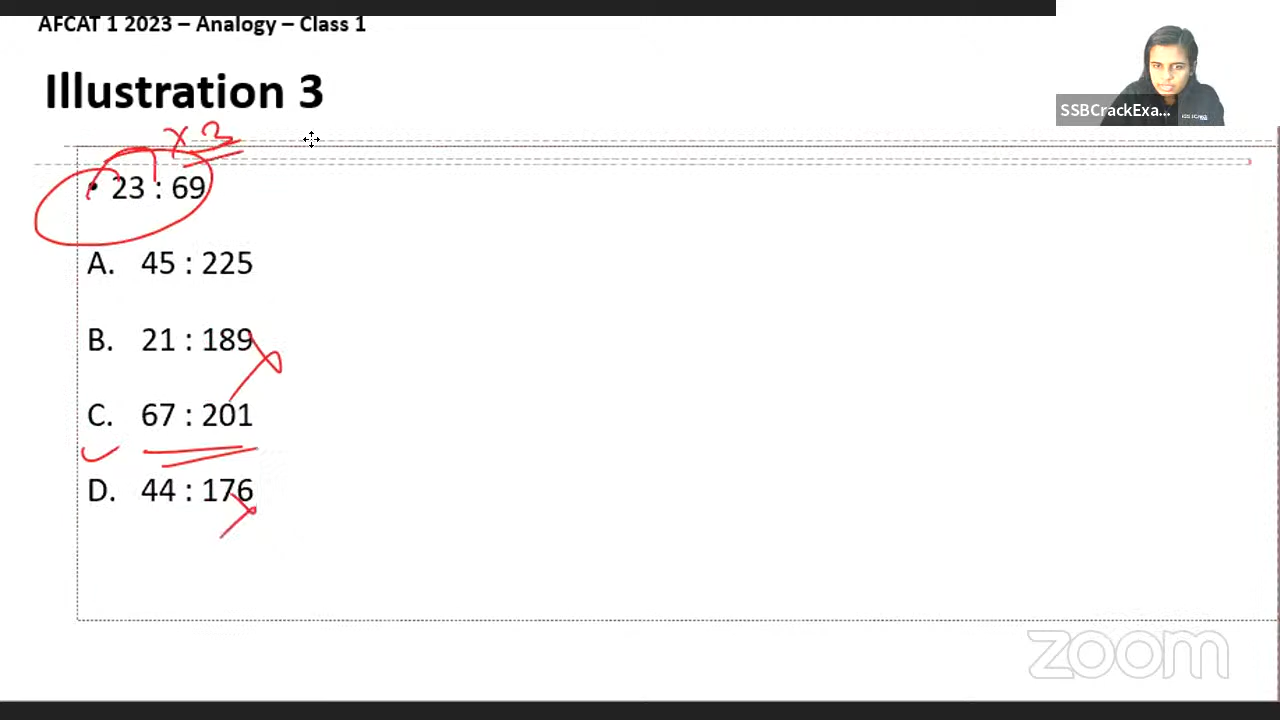 AFCAT 1 2023 – Analogy – Class 1
SSBCrackExa...
Illustration 3
x 3
• 23 : 69
A. 45 : 225
B. 21 : 189
C. 67 : 201
D. 44 : 176
zoom